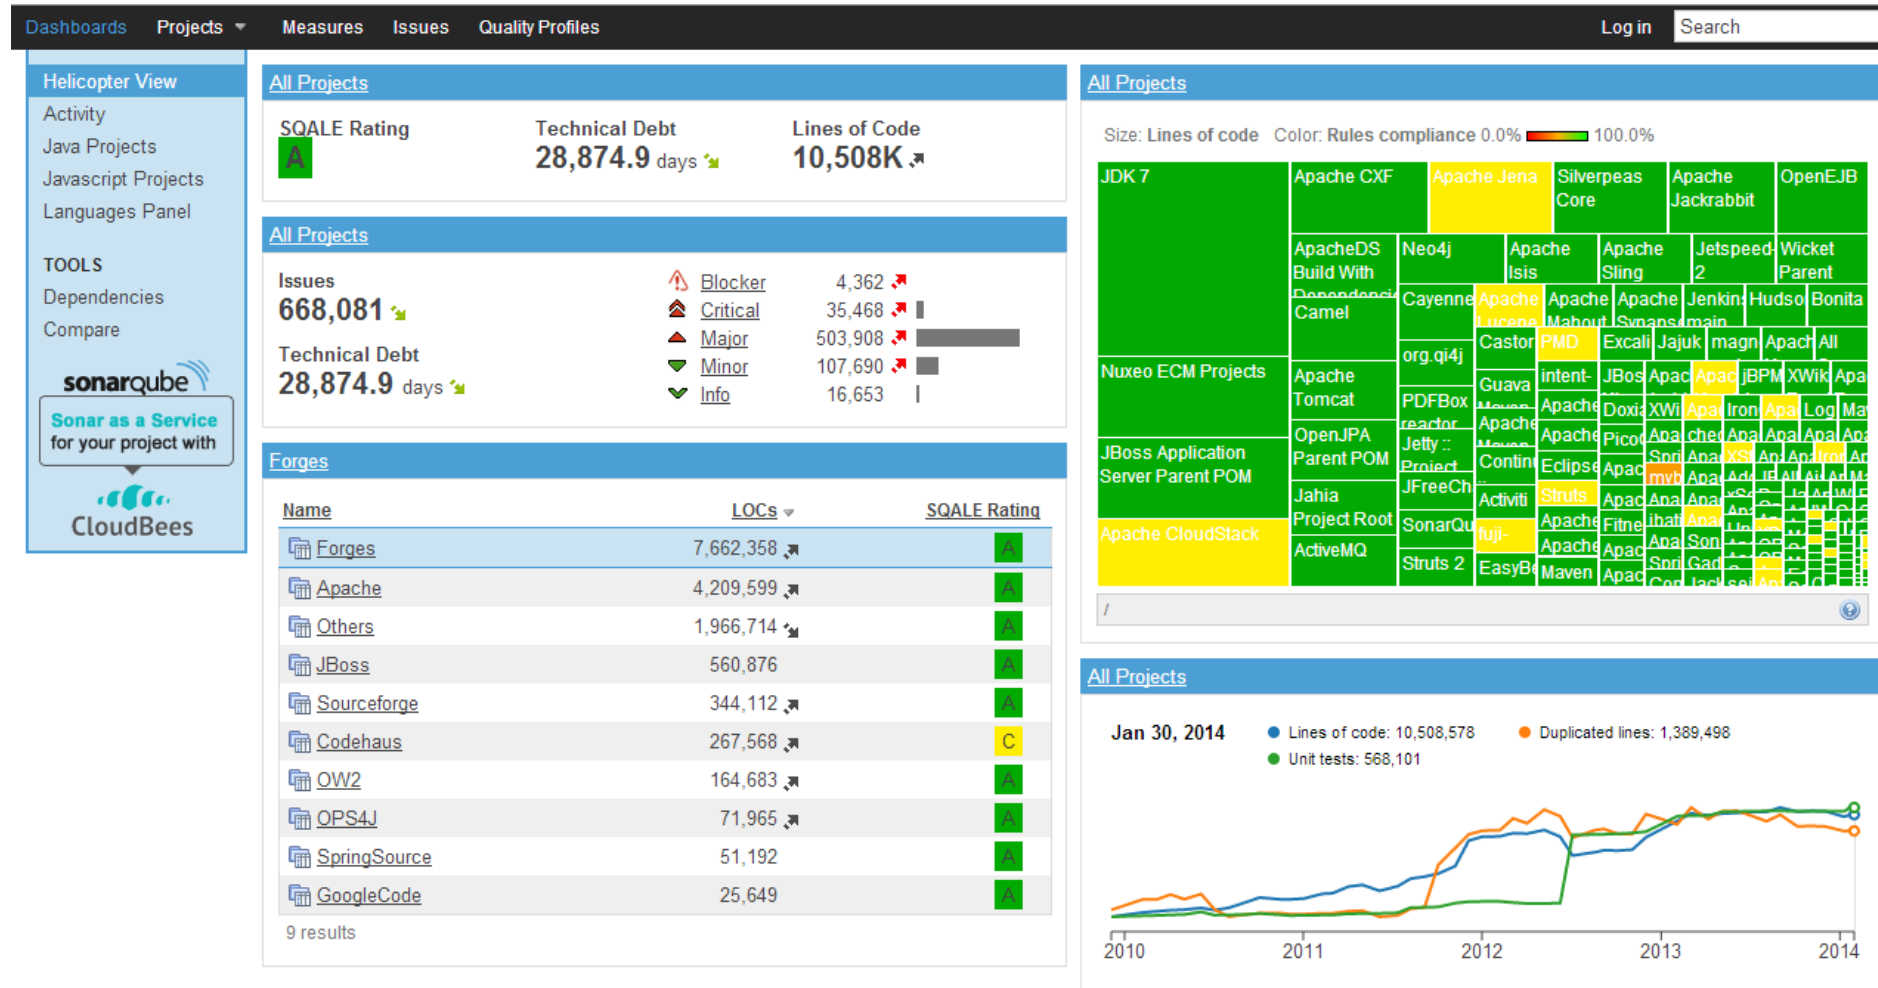 Dashboards Projects Measures Issues Quality Profiles Log in Search
Helicopter View
Activity
Java Projects
Javascript Projects
Languages Panel
TOOLS
Dependencies
Compare
sonarqube
Sonar as a Service
for your project with
CloudBees
All Projects
SQALE Rating Technical Debt Lines of Code
A 28,874.9 days 10,508K
All Projects
Issues
668,081
Technical Debt
28,874.9 days
Blocker 4,362
Critical 35,468
Major 503,908
Minor 107,690
Info 16,653
Forges
Name LOCs SQALE Rating
Forges 7,662,358 A
Apache 4,209,599 A
Others 1,966,714 A
JBoss 560,876 A
Sourceforge 344,112 A
Codehaus 267,568 C
OW2 164,683 A
OPS4J 71,965 A
SpringSource 51,192 A
GoogleCode 25,649 A
9 results
All Projects
Size: Lines of code Color: Rules compliance 0.0% 100.0%
JDK 7
Nuxeo ECM Projects
JBoss Application
Server Parent POM
Apache CloudStack
Apache CXF
Apache Jena
Silverpeas
Core
Apache
Jackrabbit
OpenEJB
ApacheDS
Build With
Camel
Apache
Tomcat
OpenJPA
Parent POM
Jahia
Project Root
ActiveMQ
Neo4j
Apache
Isis
Apache
Sling
Jetspeed-
2
Wicket
Parent
Cayenne
org.qi4j
PDFBox
reactor
Jetty ::
Project
JFreeCh
SonarQu
Struts 2
Apache
Lucene
Apache
Mahout
Apache
Synapse
Jenkins
main
Hudso
Bonita
Castor
Guava
Apache
Contin
Activiti
fuji-
EasyBe
PMD
intent-
Apache
Apache
Eclipse
Struts
Apache
Apache
Maven
Excali
Jajuk
magn
Apach
All
/
All Projects
Jan 30, 2014 Lines of code: 10,508,578 Duplicated lines: 1,389,498
Unit tests: 568,101
2010 2011 2012 2013 2014